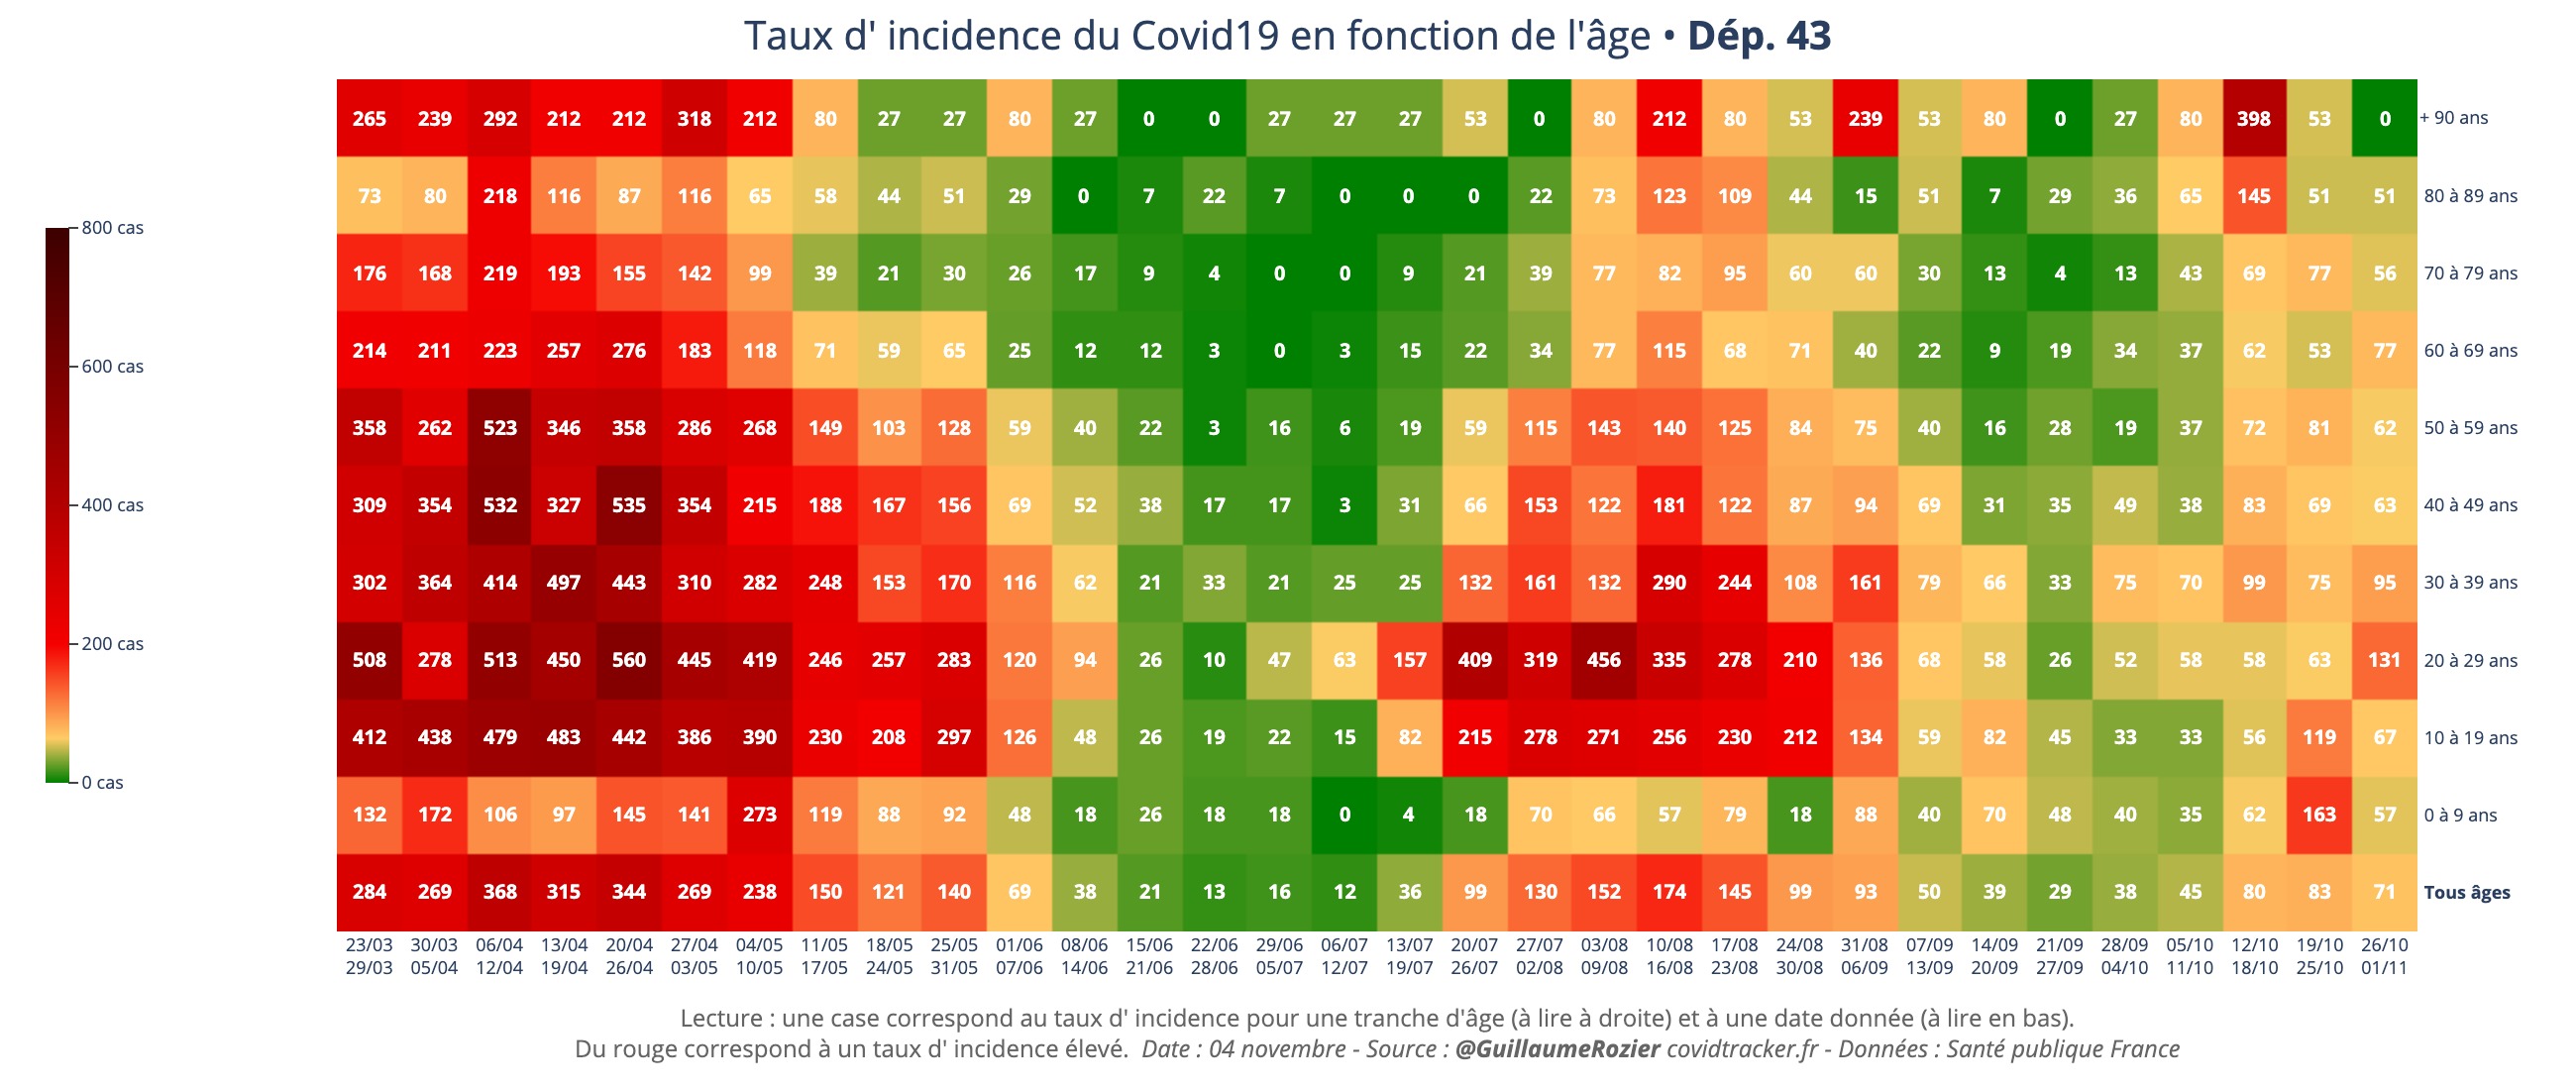 Taux d' incidence du Covid19 en fonction de l'âge • Dép. 43
800 cas
600 cas
400 cas
200 cas
0 cas
265 239 292 212 212 318 212 80 27 27 80 27 0 0 27 27 27 53 0 80 212 80 53 239 53 80 0 27 80 398 53 0 + 90 ans
73 80 218 116 87 116 65 58 44 51 29 0 7 22 7 0 0 0 22 73 123 109 44 15 51 7 29 36 65 145 51 51 80 à 89 ans
176 168 219 193 155 142 99 39 21 30 26 17 9 4 0 0 9 21 39 77 82 95 60 60 30 13 4 13 43 69 77 56 70 à 79 ans
214 211 223 257 276 183 118 71 59 65 25 12 12 3 0 3 15 22 34 77 115 68 71 40 22 9 19 34 37 62 53 77 60 à 69 ans
358 262 523 346 358 286 268 149 103 128 59 40 22 3 16 6 19 59 115 143 140 125 84 75 40 16 28 19 37 72 81 62 50 à 59 ans
309 354 532 327 535 354 215 188 167 156 69 52 38 17 17 3 31 66 153 122 181 122 87 94 69 31 35 49 38 83 69 63 40 à 49 ans
302 364 414 497 443 310 282 248 153 170 116 62 21 33 21 25 25 132 161 132 290 244 108 161 79 66 33 75 70 99 75 95 30 à 39 ans
508 278 513 450 560 445 419 246 257 283 120 94 26 10 47 63 157 409 319 456 335 278 210 136 68 58 26 52 58 58 63 131 20 à 29 ans
412 438 479 483 442 386 390 230 208 297 126 48 26 19 22 15 82 215 278 271 256 230 212 134 59 82 45 33 33 56 119 67 10 à 19 ans
132 172 106 97 145 141 273 119 88 92 48 18 26 18 18 0 4 18 70 66 57 79 18 88 40 70 48 40 35 62 163 57 0 à 9 ans
284 269 368 315 344 269 238 150 121 140 69 38 21 13 16 12 36 99 130 152 174 145 99 93 50 39 29 38 45 80 83 71 Tous âges
23/03 30/03 06/04 13/04 20/04 27/04 04/05 11/05 18/05 25/05 01/06 08/06 15/06 22/06 29/06 06/07 13/07 20/07 27/07 03/08 10/08 17/08 24/08 31/08 07/09 14/09 21/09 28/09 05/10 12/10 19/10 26/10
29/03 05/04 12/04 19/04 26/04 03/05 10/05 17/05 24/05 31/05 07/06 14/06 21/06 28/06 05/07 12/07 19/07 26/07 02/08 09/08 16/08 23/08 30/08 06/09 13/09 20/09 27/09 04/10 11/10 18/10 25/10 01/11
Lecture : une case correspond au taux d' incidence pour une tranche d'âge (à lire à droite) et à une date donnée (à lire en bas).
Du rouge correspond à un taux d' incidence élevé. Date : 04 novembre - Source : @GuillaumeRozier covidtracker.fr - Données : Santé publique France